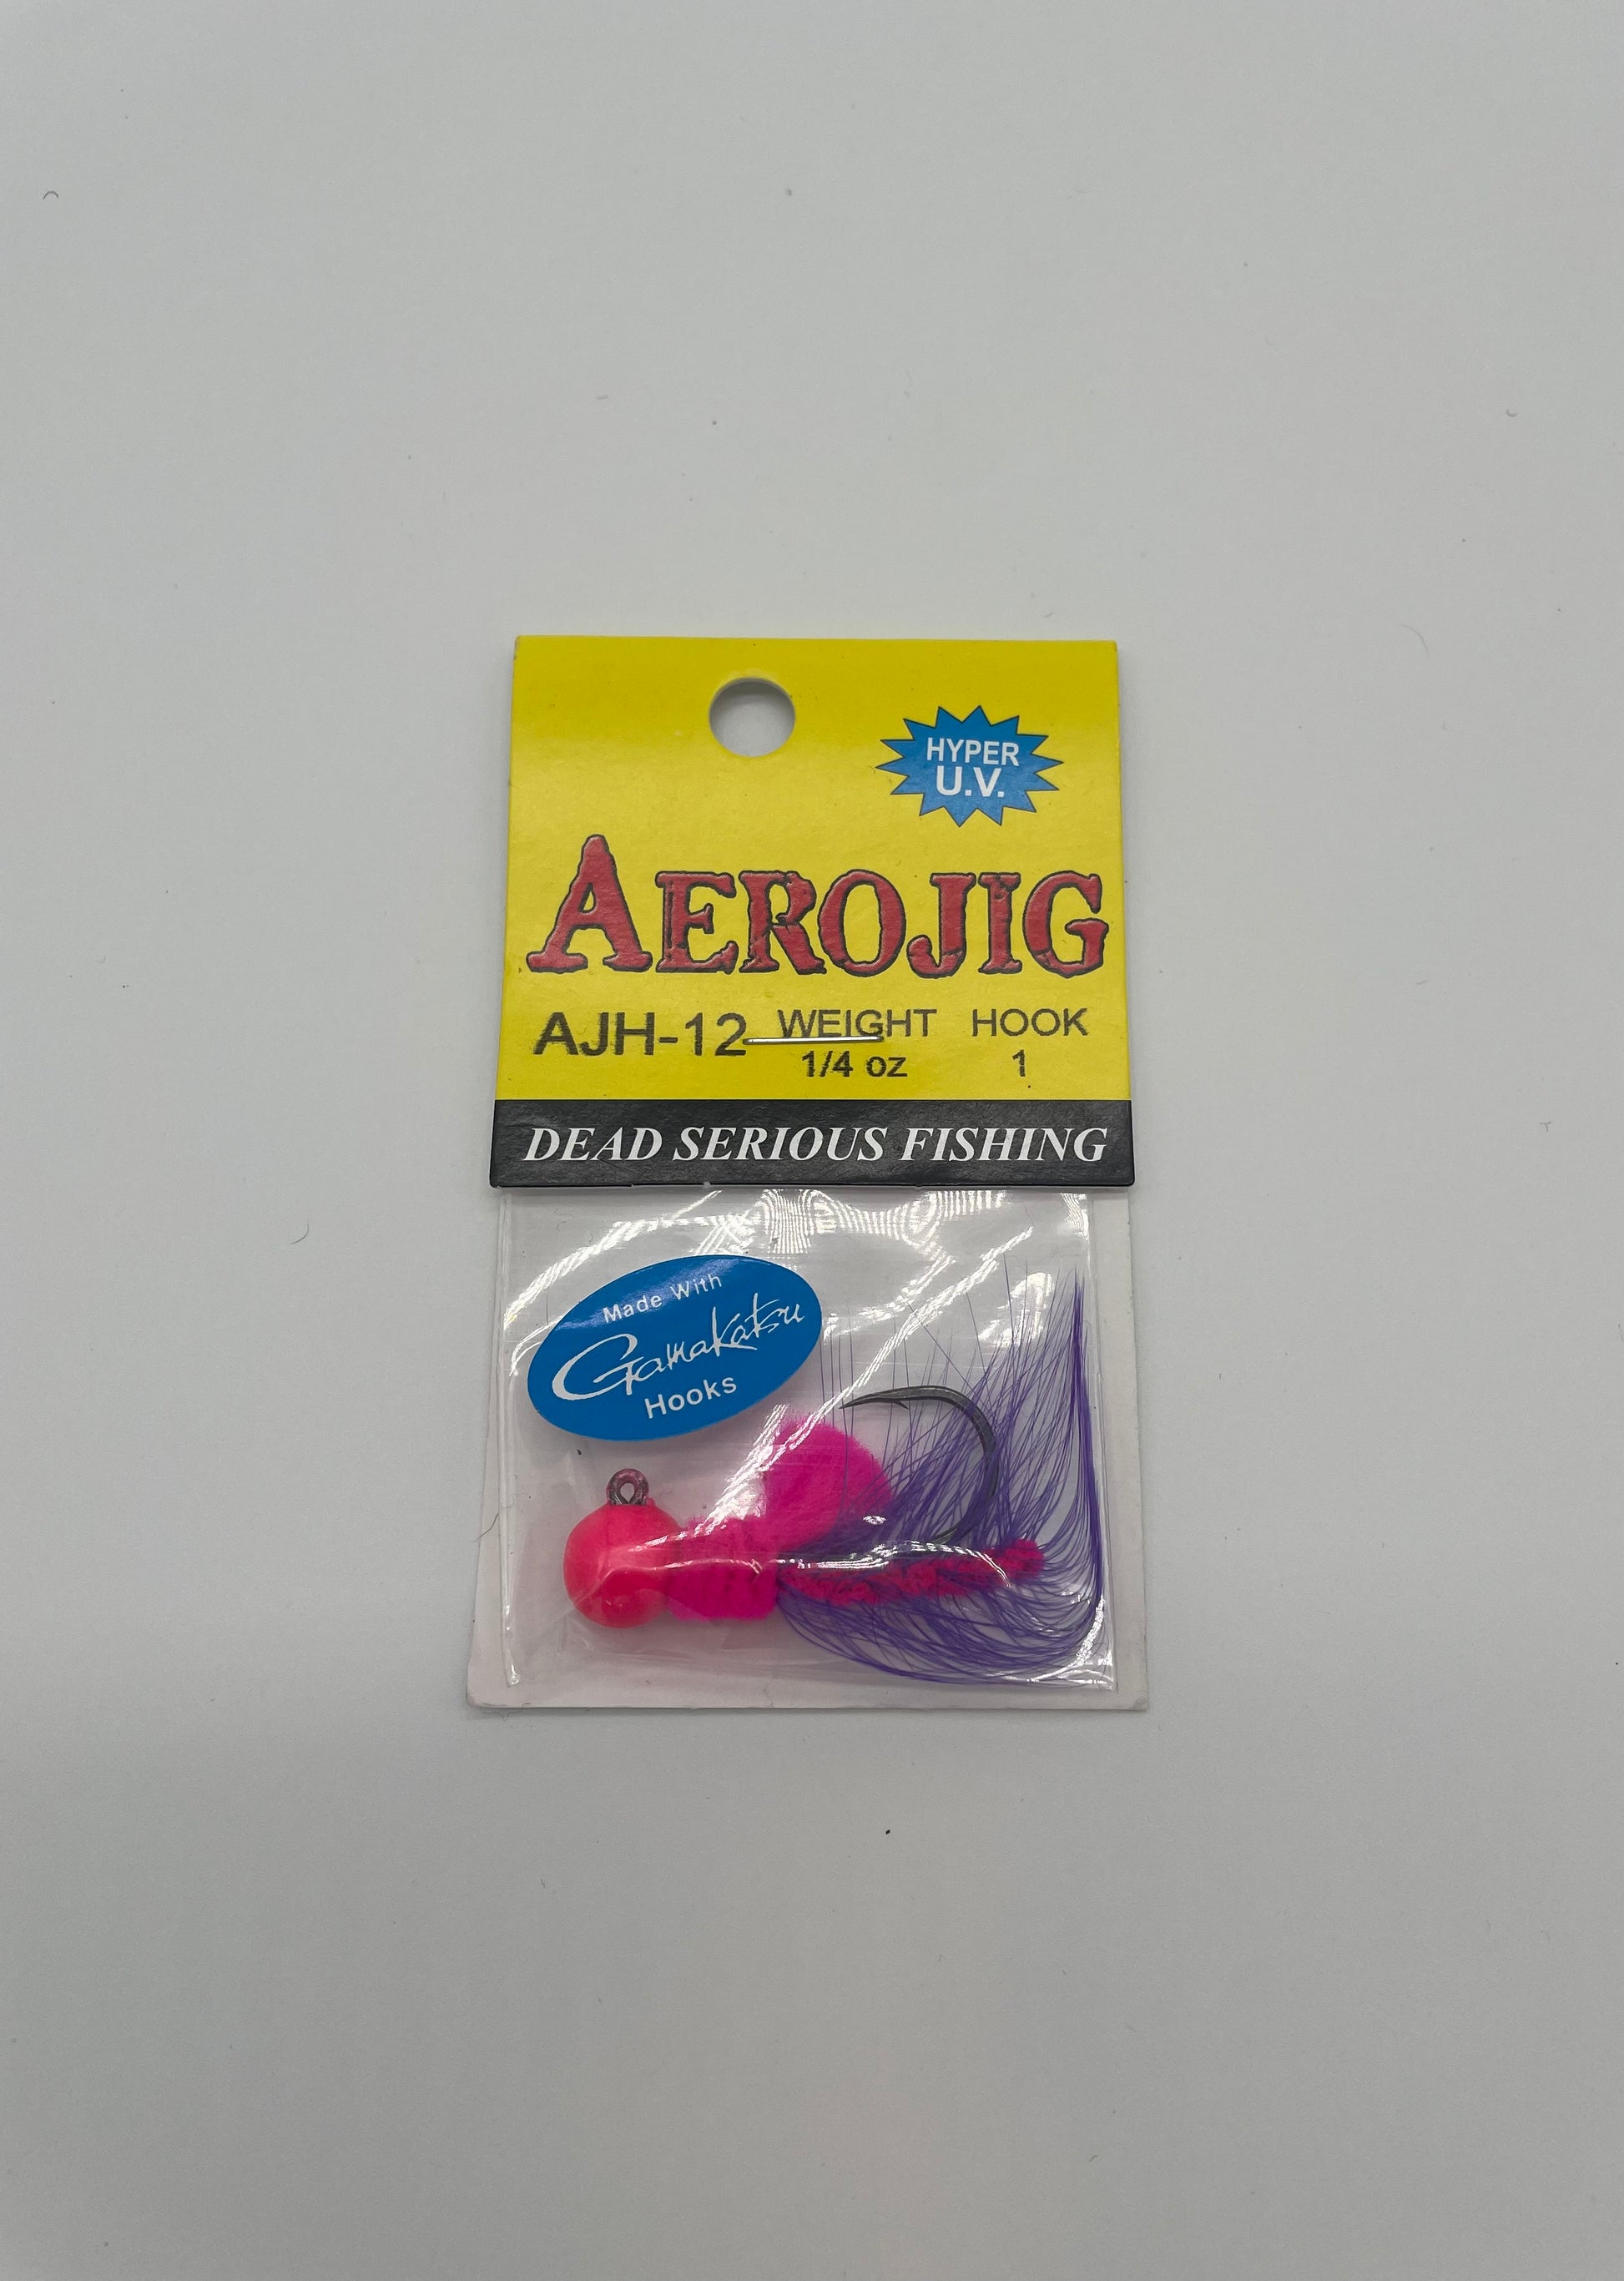 HYPER
U.V.
AEROJIG
AJH-12 WEIGHT HOOK
1/4 oz 1
DEAD SERIOUS FISHING
Made With
Gamakatsu
Hooks